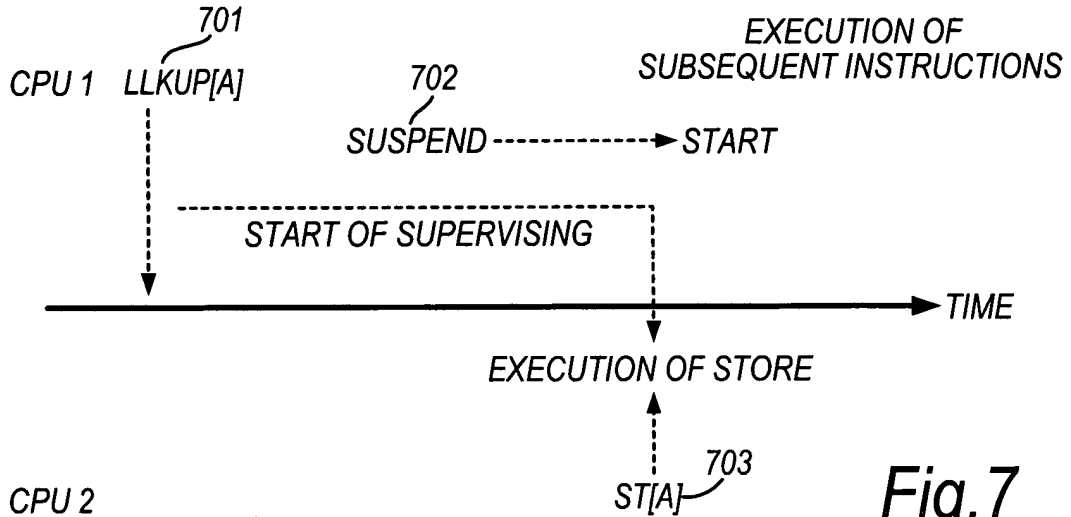 701
EXECUTION OF
SUBSEQUENT INSTRUCTIONS
CPU 1 LLKUP[A]
702
SUSPEND START
START OF SUPERVISING
TIME
EXECUTION OF STORE
703
CPU 2 ST[A]
Fig.7